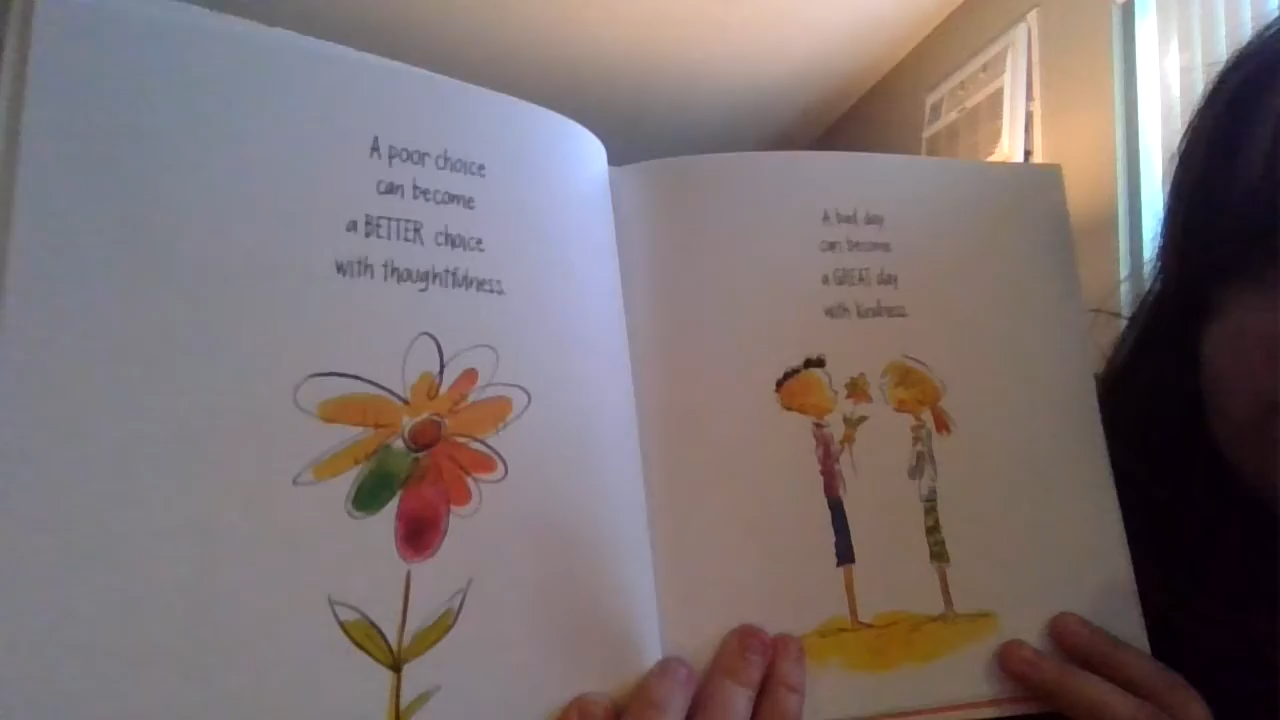 A poor choice
can become
a BETTER choice
with thoughtfulness.
A bad day
can become
a GREAT day
with kindness.